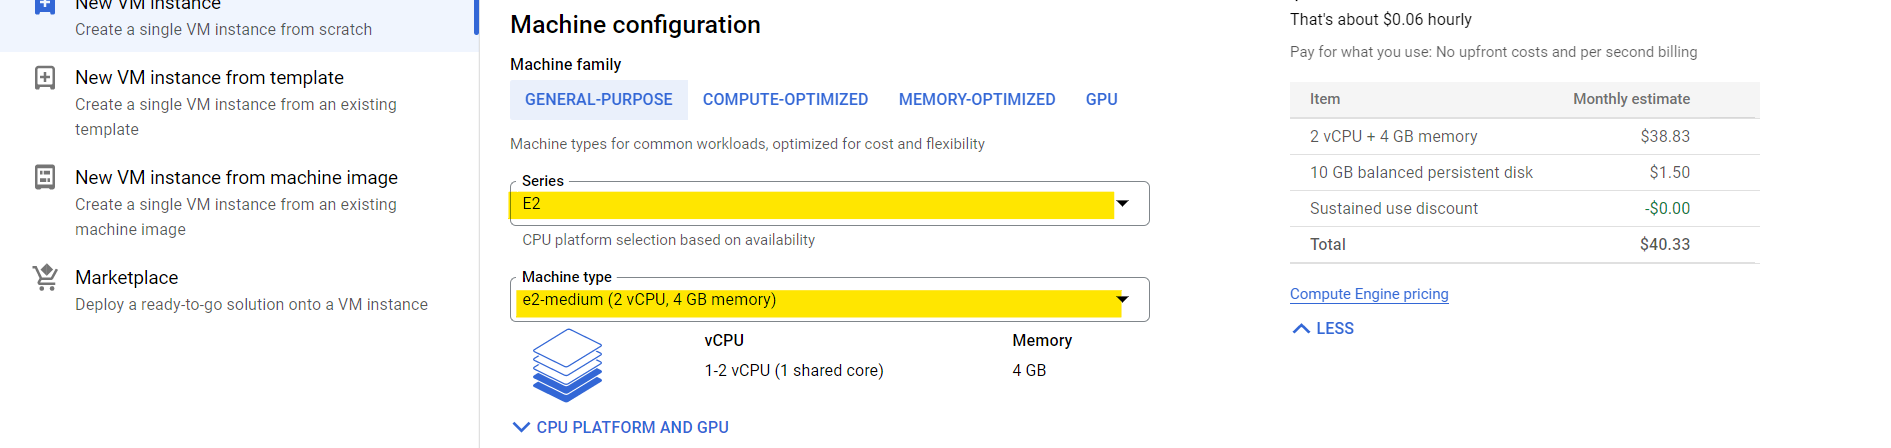 New VM instance
Create a single VM instance from scratch
New VM instance from template
Create a single VM instance from an existing
template
New VM instance from machine image
Create a single VM instance from an existing
machine image
Marketplace
Deploy a ready-to-go solution onto a VM instance
Machine configuration
Machine family
GENERAL-PURPOSE COMPUTE-OPTIMIZED MEMORY-OPTIMIZED GPU
Machine types for common workloads, optimized for cost and flexibility
Series
E2
CPU platform selection based on availability
Machine type
e2-medium (2 vCPU, 4 GB memory)
vCPU Memory
1-2 vCPU (1 shared core) 4 GB
CPU PLATFORM AND GPU
That's about $0.06 hourly
Pay for what you use: No upfront costs and per second billing
Item Monthly estimate
2 vCPU + 4 GB memory $38.83
10 GB balanced persistent disk $1.50
Sustained use discount -$0.00
Total $40.33
Compute Engine pricing
LESS